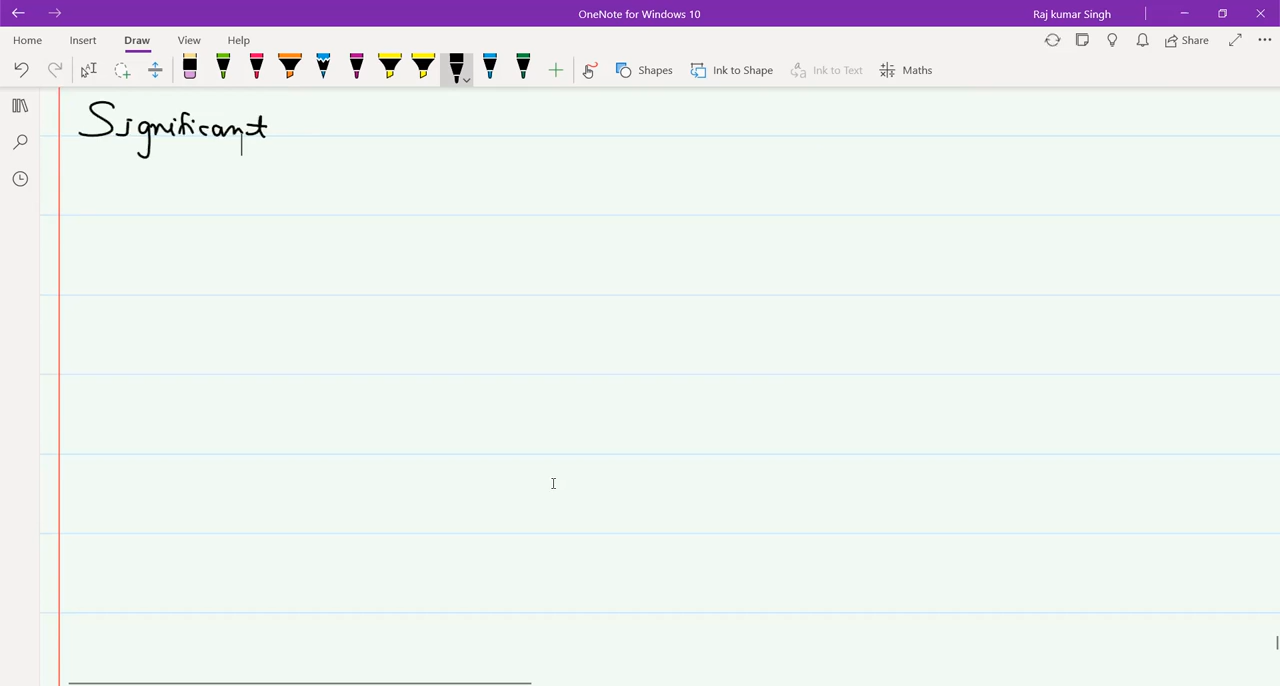 OneNote for Windows 10
Raj kumar Singh
Home Insert Draw View Help
Share
Shapes Ink to Shape Ink to Text Maths
Significant